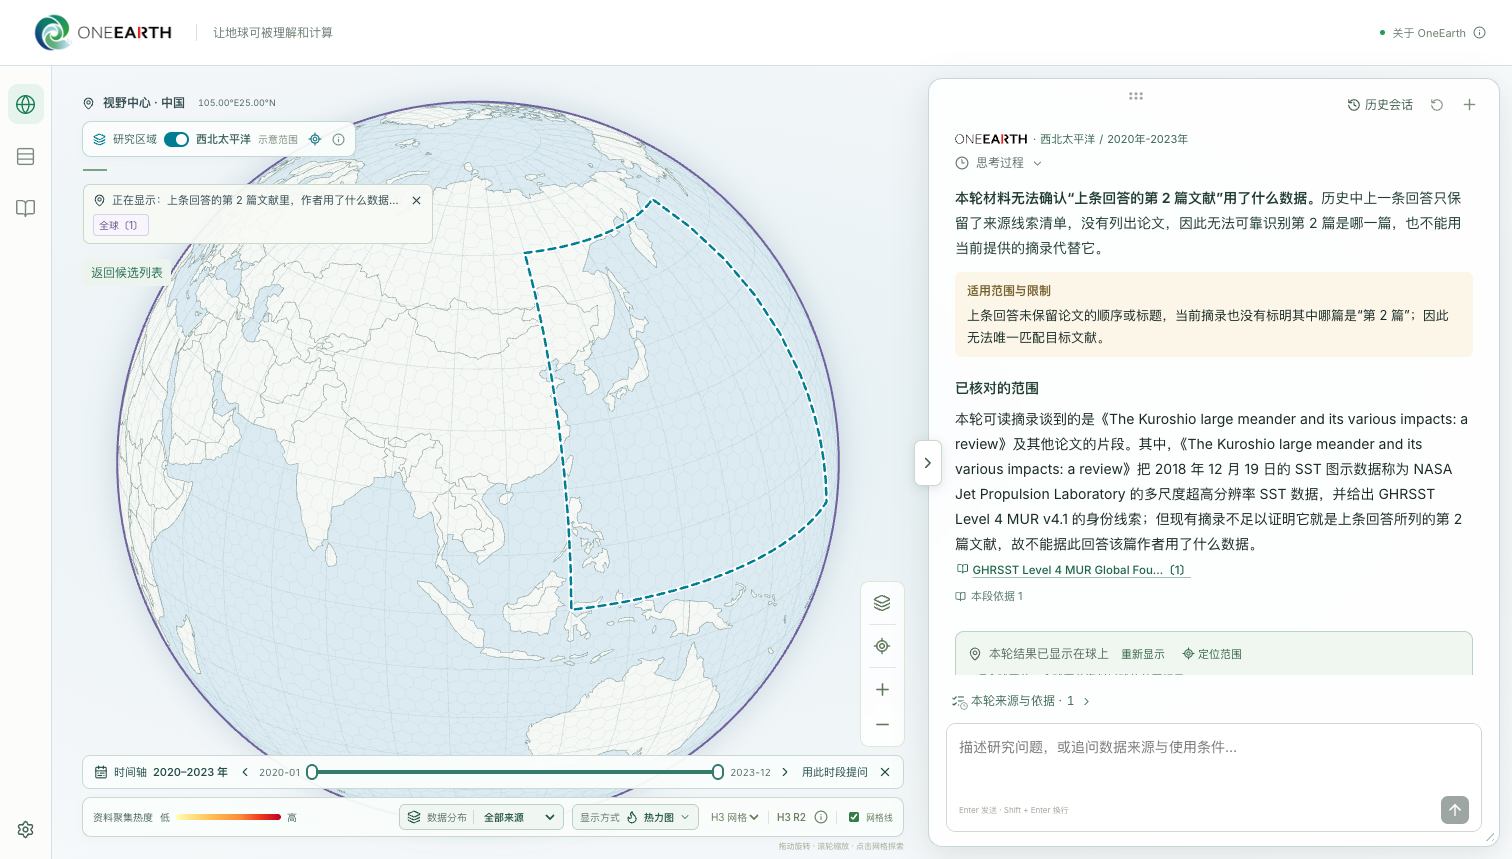 ONEEARTH
让地球可被理解和计算
关于 OneEarth
视野中心 · 中国 105.00°E25.00°N
研究区域 西北太平洋 示意范围
正在显示：上条回答的第 2 篇文献里，作者用了什么数据...
全球（1）
返回候选列表
时间轴 2020–2023 年 2020-01 2023-12 用此时段提问
资料聚集热度 低 高 数据分布 全部来源 显示方式 热力图 H3 网格 H3 R2 网格线
拖动旋转 · 滚轮缩放 · 点击网格探索
历史会话
ONEEARTH · 西北太平洋 / 2020年-2023年
思考过程
本轮材料无法确认“上条回答的第 2 篇文献”用了什么数据。历史中上一条回答只保
留了来源线索清单，没有列出论文，因此无法可靠识别第 2 篇是哪一篇，也不能用
当前提供的摘录代替它。
适用范围与限制
上条回答未保留论文的顺序或标题，当前摘录也没有标明其中哪篇是“第 2 篇”；因此
无法唯一匹配目标文献。
已核对的范围
本轮可读摘录谈到的是《The Kuroshio large meander and its various impacts: a
review》及其他论文的片段。其中，《The Kuroshio large meander and its
various impacts: a review》把 2018 年 12 月 19 日的 SST 图示数据称为 NASA
Jet Propulsion Laboratory 的多尺度超高分辨率 SST 数据，并给出 GHRSST
Level 4 MUR v4.1 的身份线索；但现有摘录不足以证明它就是上条回答所列的第 2
篇文献，故不能据此回答该篇作者用了什么数据。
GHRSST Level 4 MUR Global Fou...（1）
本段依据 1
本轮结果已显示在球上 重新显示 定位范围
本轮来源与依据 · 1
描述研究问题，或追问数据来源与使用条件...
Enter 发送 · Shift + Enter 换行